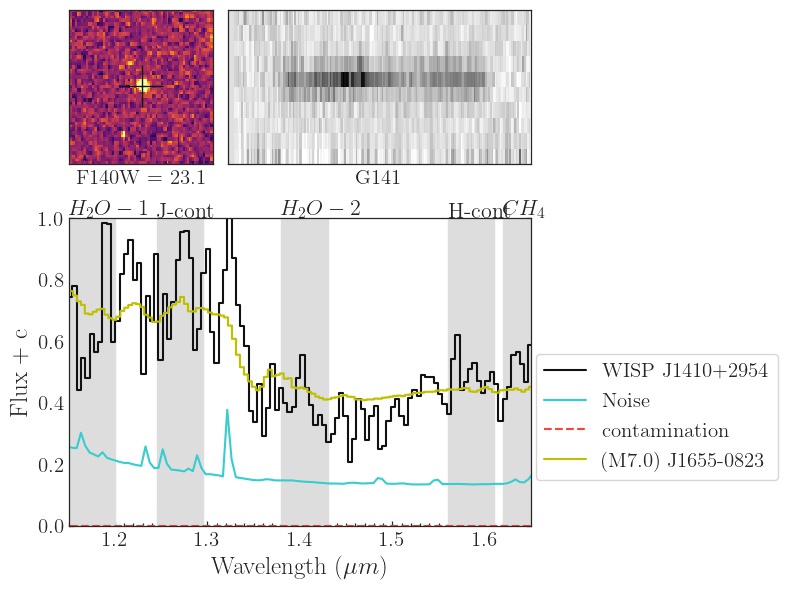 F140W = 23.1
G141
H₂O − 1
J-cont
H₂O − 2
H-cont
CH₄
1.0
0.8
0.6
0.4
0.2
0.0
Flux + c
1.2
1.3
1.4
1.5
1.6
Wavelength (μm)
WISP J1410+2954
Noise
contamination
(M7.0) J1655-0823